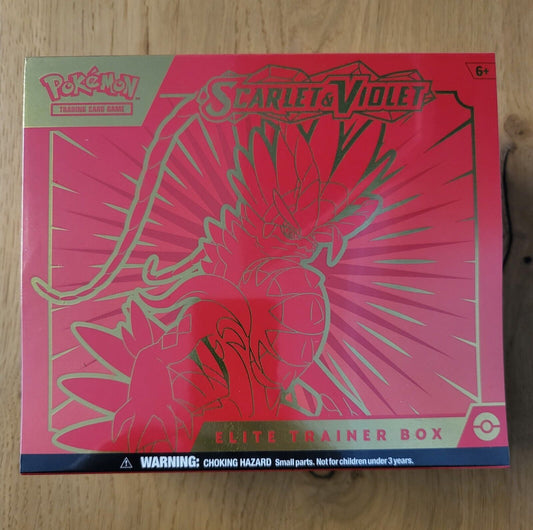 POKéMON
TRADING CARD GAME
SCARLET & VIOLET
6+
ELITE TRAINER BOX
WARNING: CHOKING HAZARD Small parts. Not for children under 3 years.